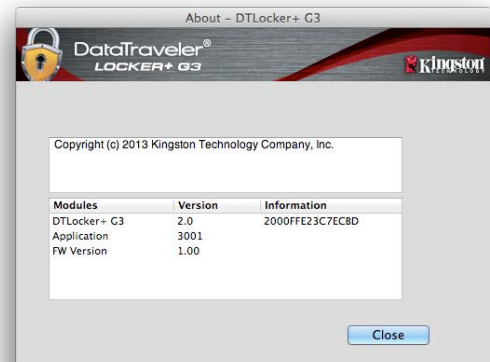 About – DTLocker+ G3
DataTraveler®
LOCKER+ G3
Kingston
TECHNOLOGY
Copyright (c) 2013 Kingston Technology Company, Inc.
Modules Version Information
DTLocker+ G3 2.0 2000FFE23C7ECBD
Application 3001
FW Version 1.00
Close